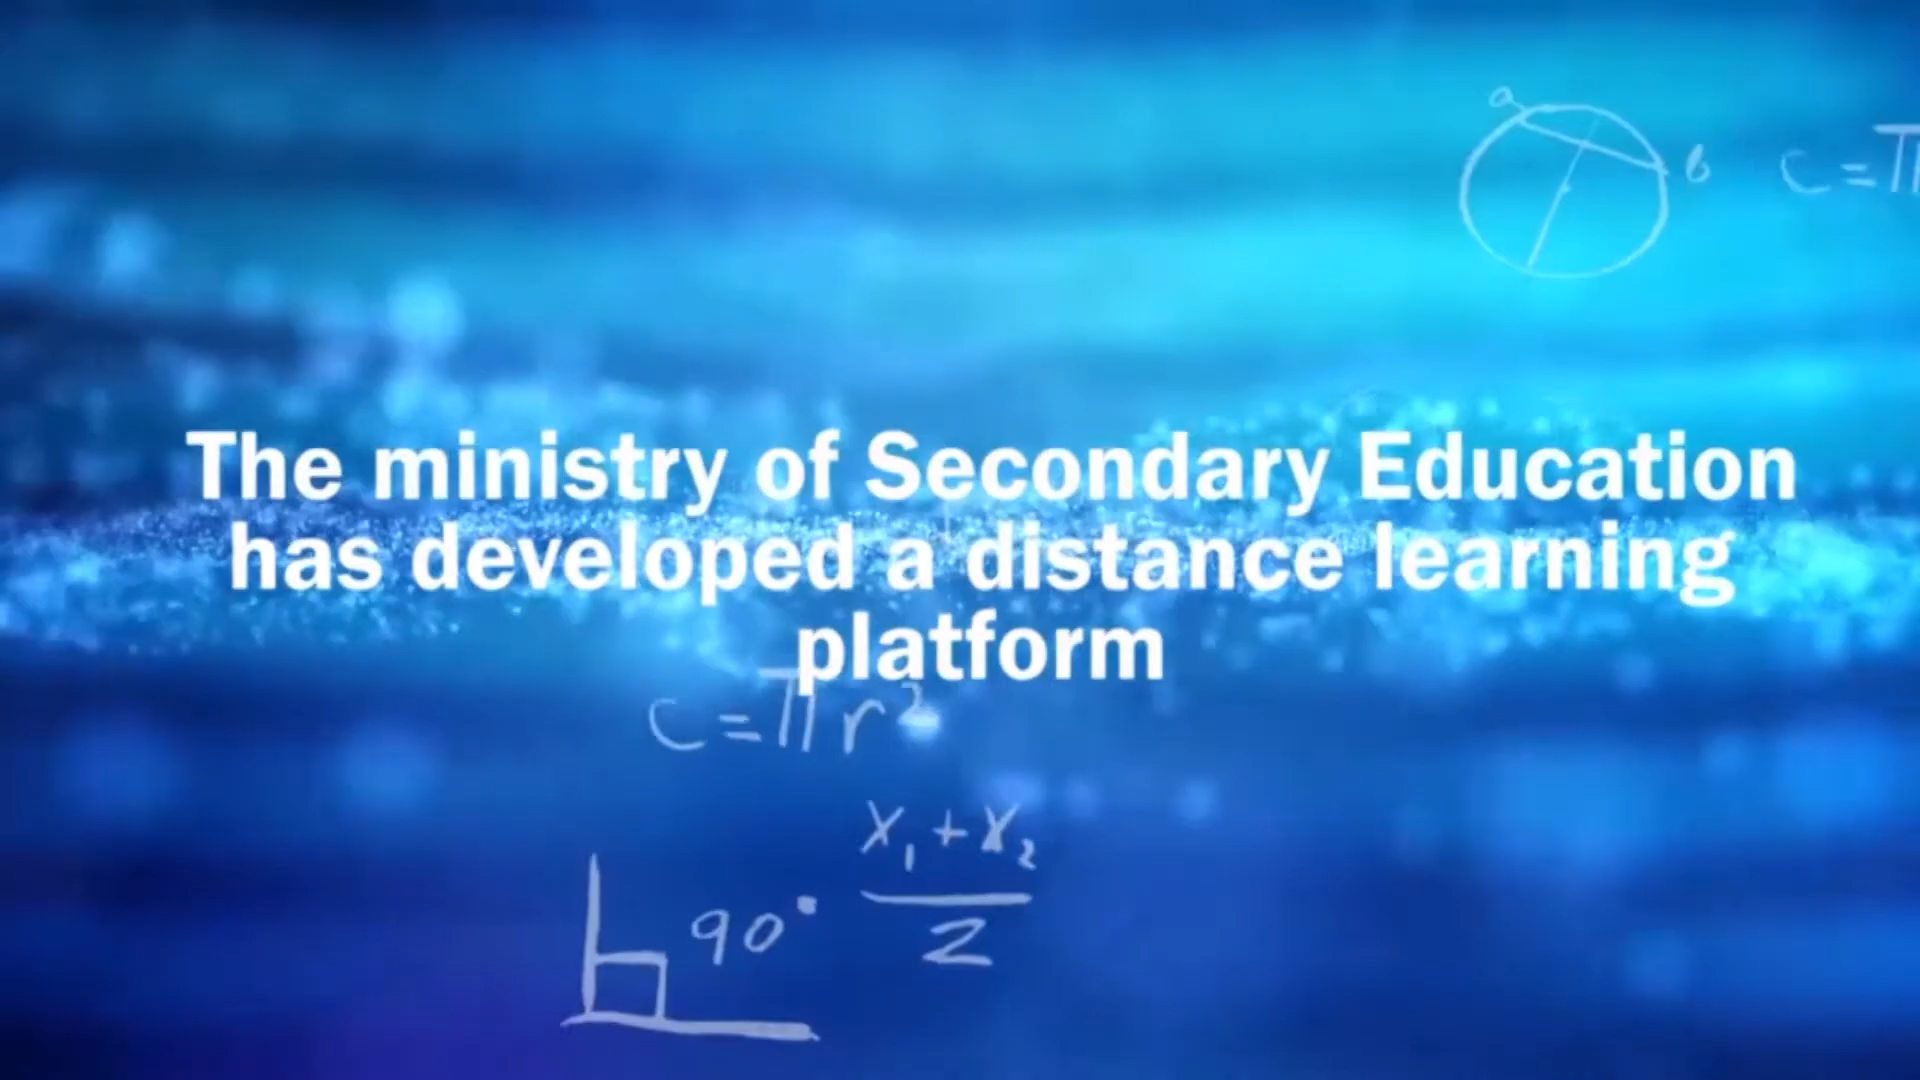 a
b
C=π
The ministry of Secondary Education
has developed a distance learning
platform
C=πr²
x₁+x₂
90°
2